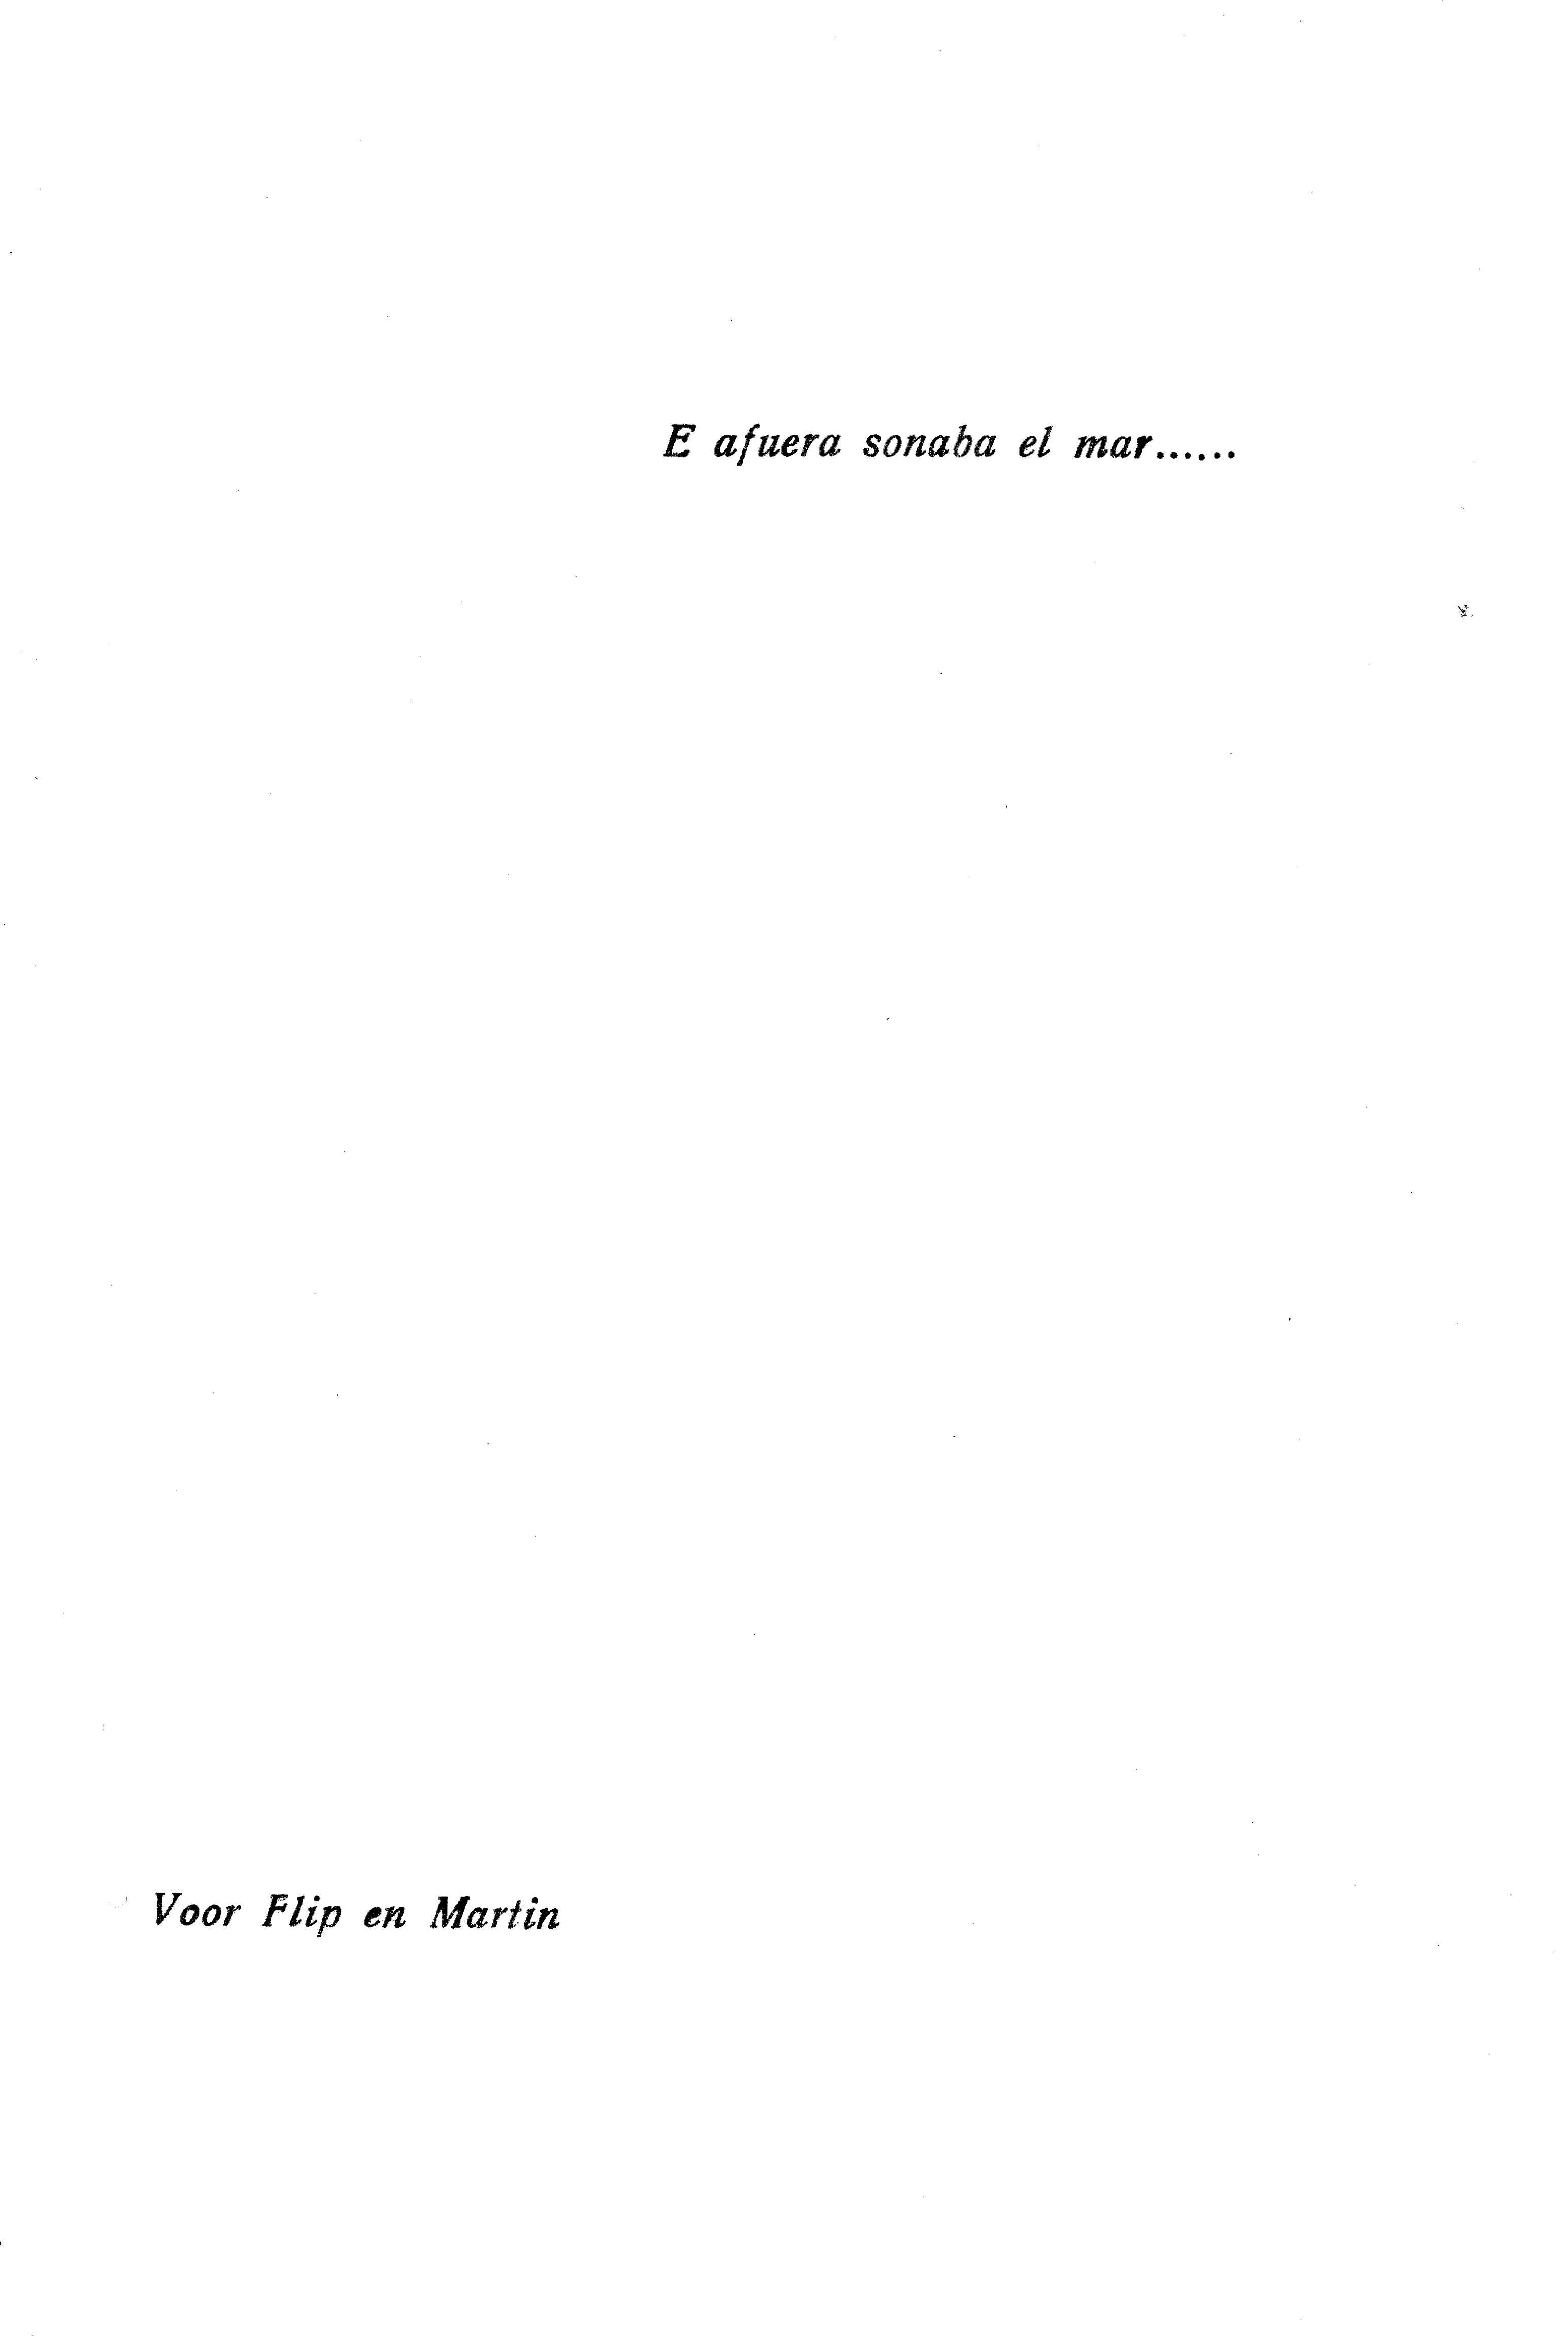 E afuera sonaba el mar......
Voor Flip en Martin